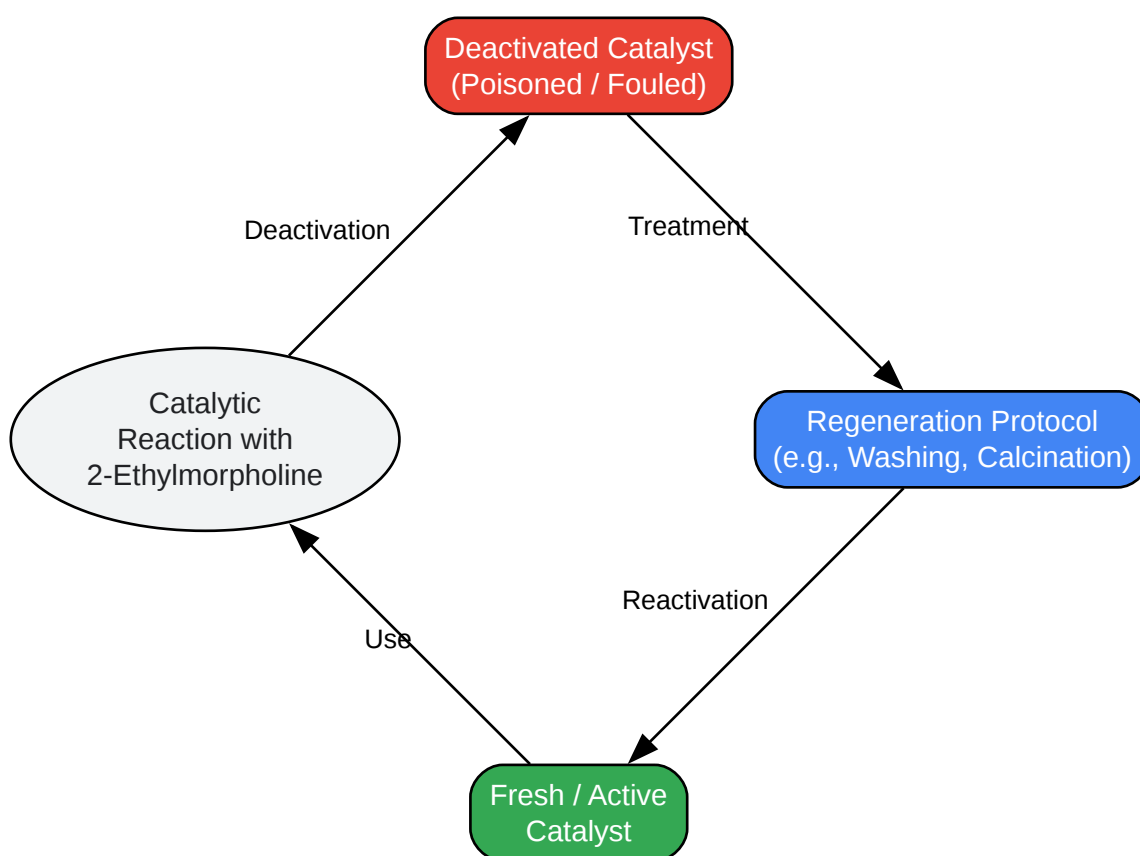 Deactivated Catalyst
(Poisoned / Fouled)
Deactivation
Treatment
Catalytic
Reaction with
2-Ethylmorpholine
Regeneration Protocol
(e.g., Washing, Calcination)
Reactivation
Use
Fresh / Active
Catalyst